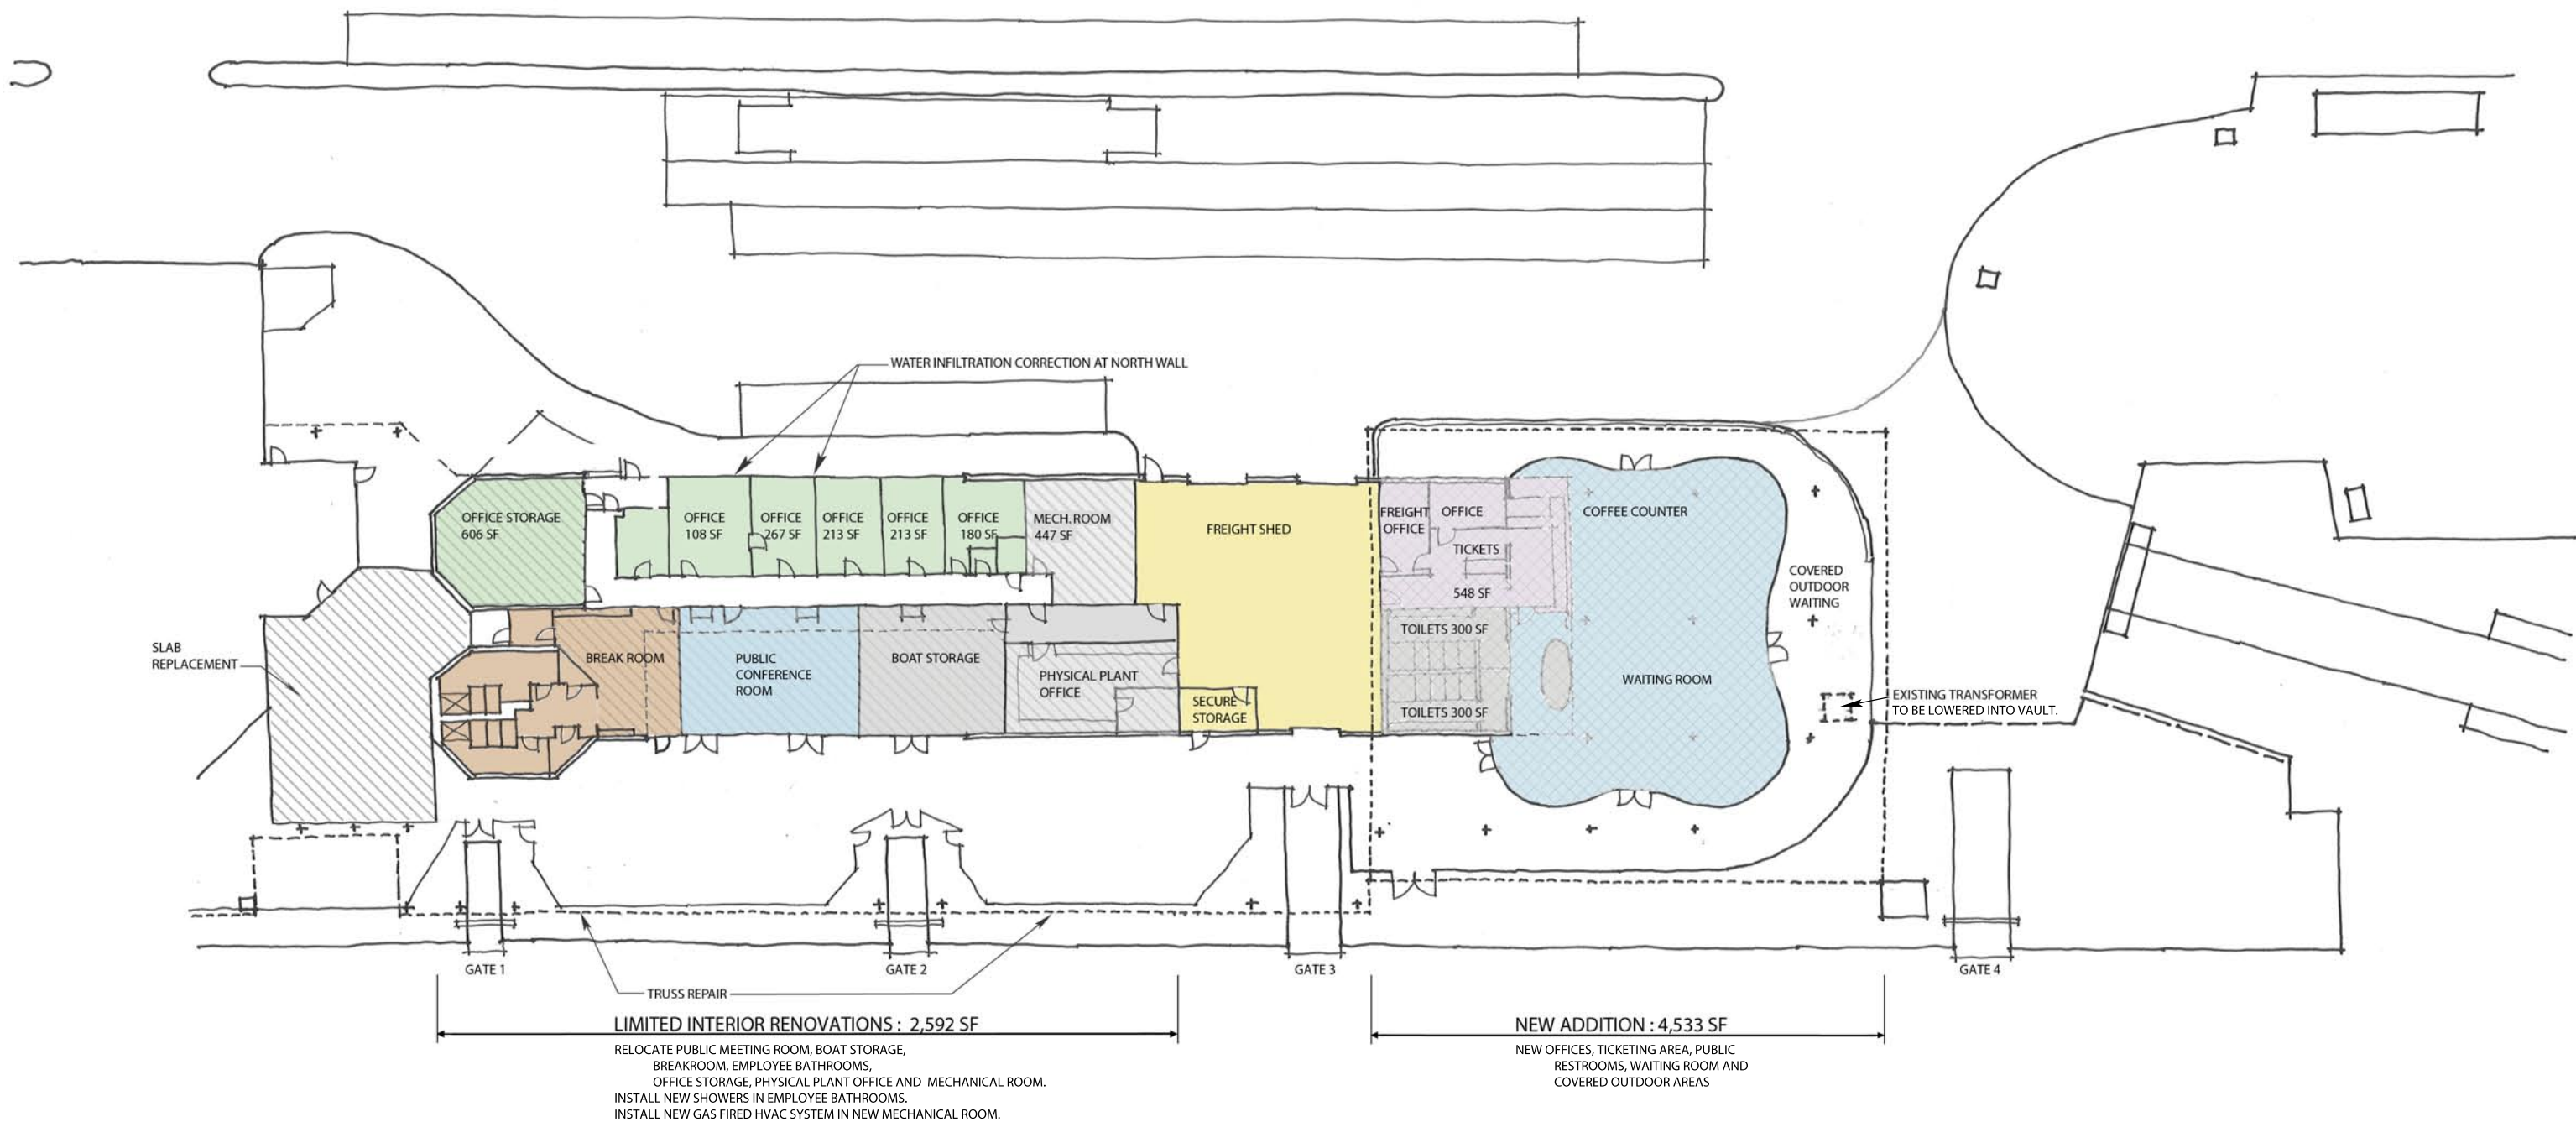 WATER INFILTRATION CORRECTION AT NORTH WALL
OFFICE STORAGE
606 SF
OFFICE
108 SF
OFFICE
267 SF
OFFICE
213 SF
OFFICE
213 SF
OFFICE
180 SF
MECH. ROOM
447 SF
FREIGHT SHED
FREIGHT
OFFICE
OFFICE
TICKETS
548 SF
COFFEE COUNTER
COVERED
OUTDOOR
WAITING
SLAB
REPLACEMENT
BREAK ROOM
PUBLIC
CONFERENCE
ROOM
BOAT STORAGE
PHYSICAL PLANT
OFFICE
SECURE
STORAGE
TOILETS 300 SF
TOILETS 300 SF
WAITING ROOM
EXISTING TRANSFORMER
TO BE LOWERED INTO VAULT.
GATE 1
GATE 2
GATE 3
GATE 4
TRUSS REPAIR
LIMITED INTERIOR RENOVATIONS : 2,592 SF
RELOCATE PUBLIC MEETING ROOM, BOAT STORAGE,
BREAKROOM, EMPLOYEE BATHROOMS,
OFFICE STORAGE, PHYSICAL PLANT OFFICE AND MECHANICAL ROOM.
INSTALL NEW SHOWERS IN EMPLOYEE BATHROOMS.
INSTALL NEW GAS FIRED HVAC SYSTEM IN NEW MECHANICAL ROOM.
NEW ADDITION : 4,533 SF
NEW OFFICES, TICKETING AREA, PUBLIC
RESTROOMS, WAITING ROOM AND
COVERED OUTDOOR AREAS